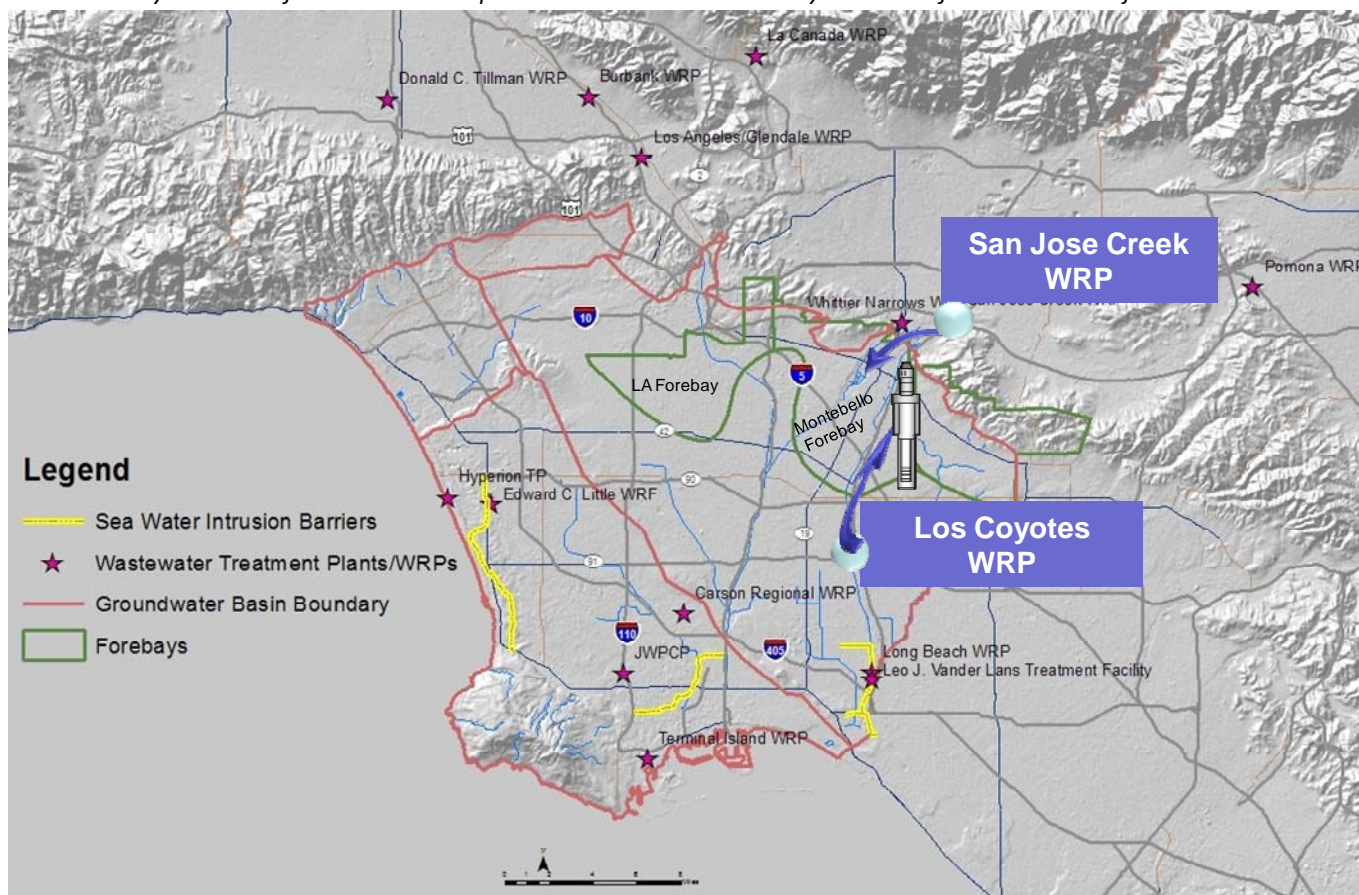 La Canada WRP
Donald C. Tillman WRP
Burbank WRP
101
Los Angeles/Glendale WRP
2
101
San Jose Creek
WRP
Pomona WRP
Whittier Narrows
10
5
LA Forebay
Montebello
Forebay
42
Legend
Hyperion TP
Edward C. Little WRF
90
Sea Water Intrusion Barriers
Los Coyotes
WRP
19
Wastewater Treatment Plants/WRPs
91
Groundwater Basin Boundary
Carson Regional WRP
110
405
Forebays
JWPCP
Long Beach WRP
Leo J. Vander Lans Treatment Facility
Terminal Island WRP